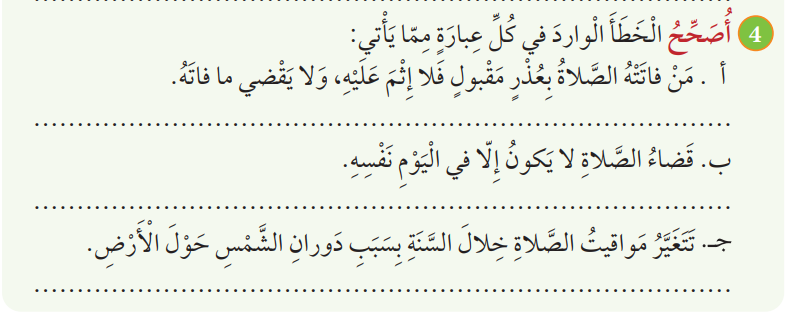 4 أُصَحِّحُ الْخَطَأَ الْوارِدَ في كُلِّ عِبارَةٍ مِمّا يَأْتي:
أ . مَنْ فاتَتْهُ الصَّلاةُ بِعُذْرٍ مَقْبولٍ فَلا إِثْمَ عَلَيْهِ، وَلا يَقْضي ما فاتَهُ.
ب. قَضاءُ الصَّلاةِ لا يَكونُ إِلّا في الْيَوْمِ نَفْسِهِ.
جـ. تَتَغَيَّرُ مَواقيتُ الصَّلاةِ خِلالَ السَّنَةِ بِسَبَبِ دَورانِ الشَّمْسِ حَوْلَ الْأَرْضِ.